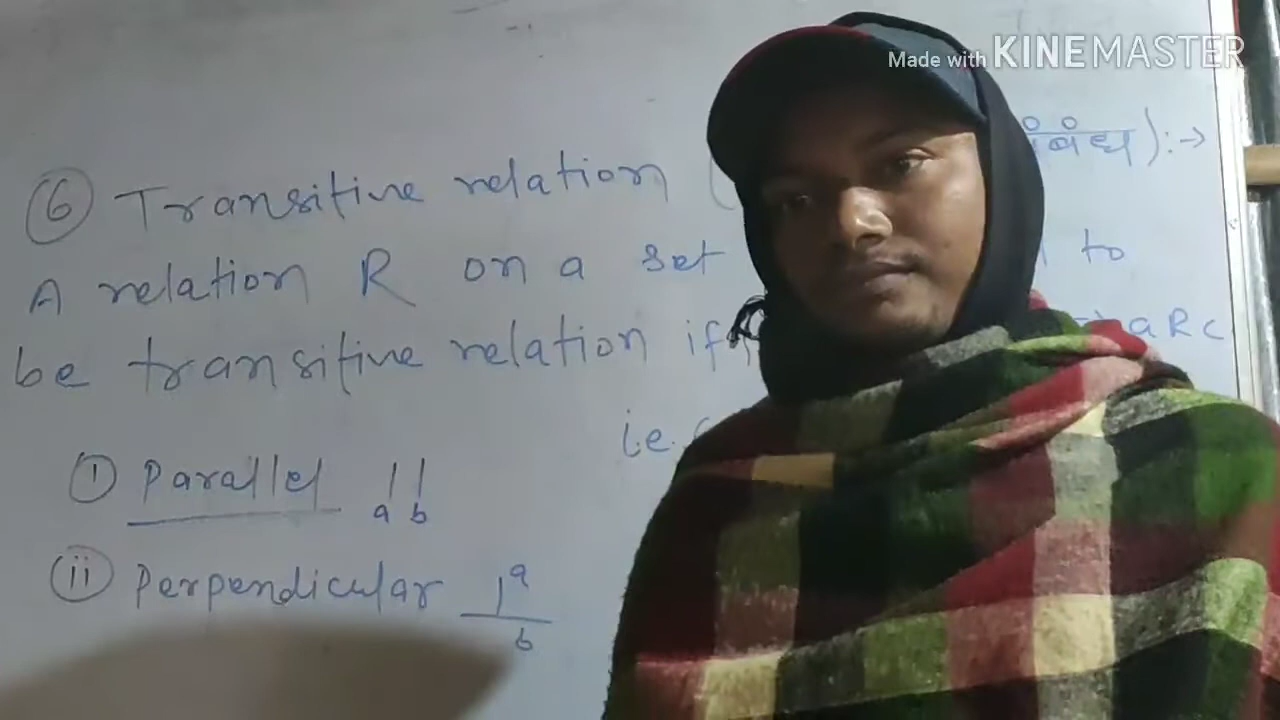 Made with KINEMASTER
⑥ Transitive relation ( संबंध ):→
A relation R on a set to
be transitive relation if aRc
i.e.
① Parallel a b
ⅱ Perpendicular a
b